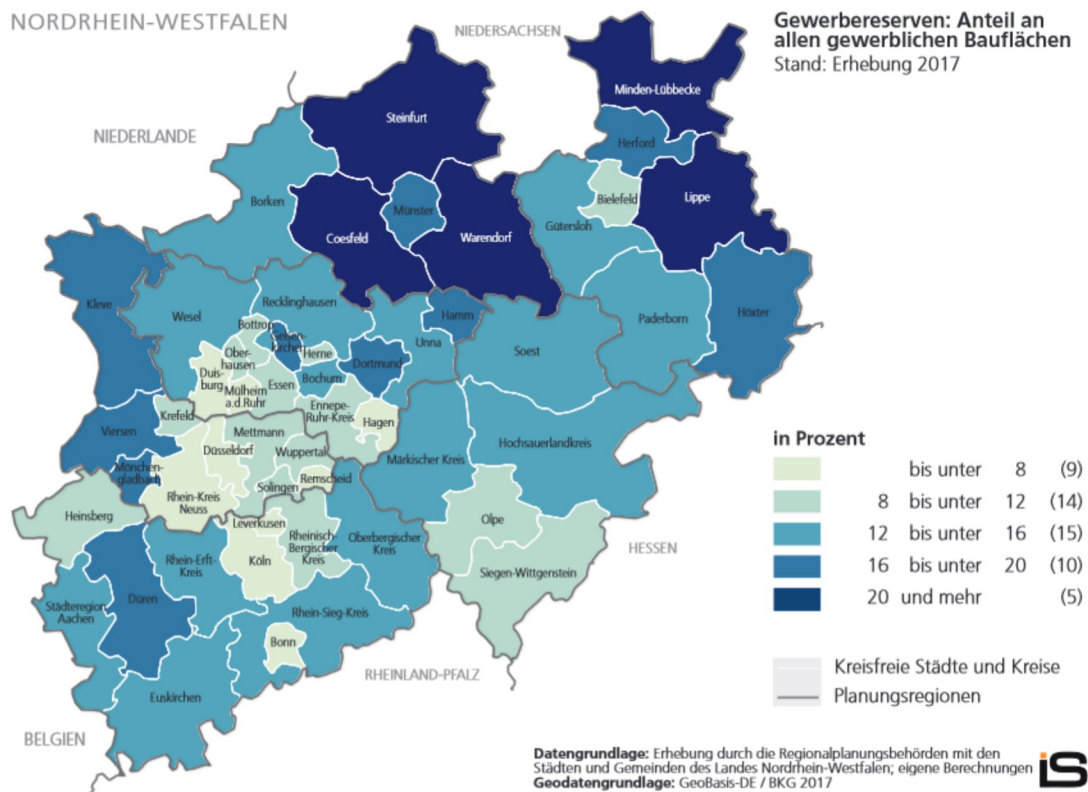 NORDRHEIN-WESTFALEN
NIEDERSACHSEN
Gewerbereserven: Anteil an
allen gewerblichen Bauflächen
Stand: Erhebung 2017
NIEDERLANDE
Minden-Lübbecke
Steinfurt
Herford
Borken
Münster
Bielefeld
Lippe
Coesfeld
Warendorf
Gütersloh
Kleve
Wesel
Recklinghausen
Hamm
Paderborn
Höxter
Bottrop
Gelsen-
kirchen
Herne
Unna
Soest
Ober-
hausen
Dortmund
Duis-
burg
Essen
Bochum
Mülheim
a.d.Ruhr
Krefeld
Ennepe-
Ruhr-Kreis
Hagen
Viersen
Mettmann
Düsseldorf
Wuppertal
Märkischer Kreis
Hochsauerlandkreis
Mönchen-
gladbach
Remscheid
Solingen
Rhein-Kreis
Neuss
Heinsberg
Leverkusen
Olpe
Köln
Rheinisch-
Bergischer
Kreis
Oberbergischer
Kreis
Rhein-Erft-
Kreis
HESSEN
Siegen-Wittgenstein
Düren
Städteregion
Aachen
Rhein-Sieg-Kreis
Bonn
RHEINLAND-PFALZ
Euskirchen
BELGIEN
in Prozent
bis unter 8 (9)
8 bis unter 12 (14)
12 bis unter 16 (15)
16 bis unter 20 (10)
20 und mehr (5)
Kreisfreie Städte und Kreise
Planungsregionen
Datengrundlage: Erhebung durch die Regionalplanungsbehörden mit den
Städten und Gemeinden des Landes Nordrhein-Westfalen; eigene Berechnungen
Geodatengrundlage: GeoBasis-DE / BKG 2017
iS